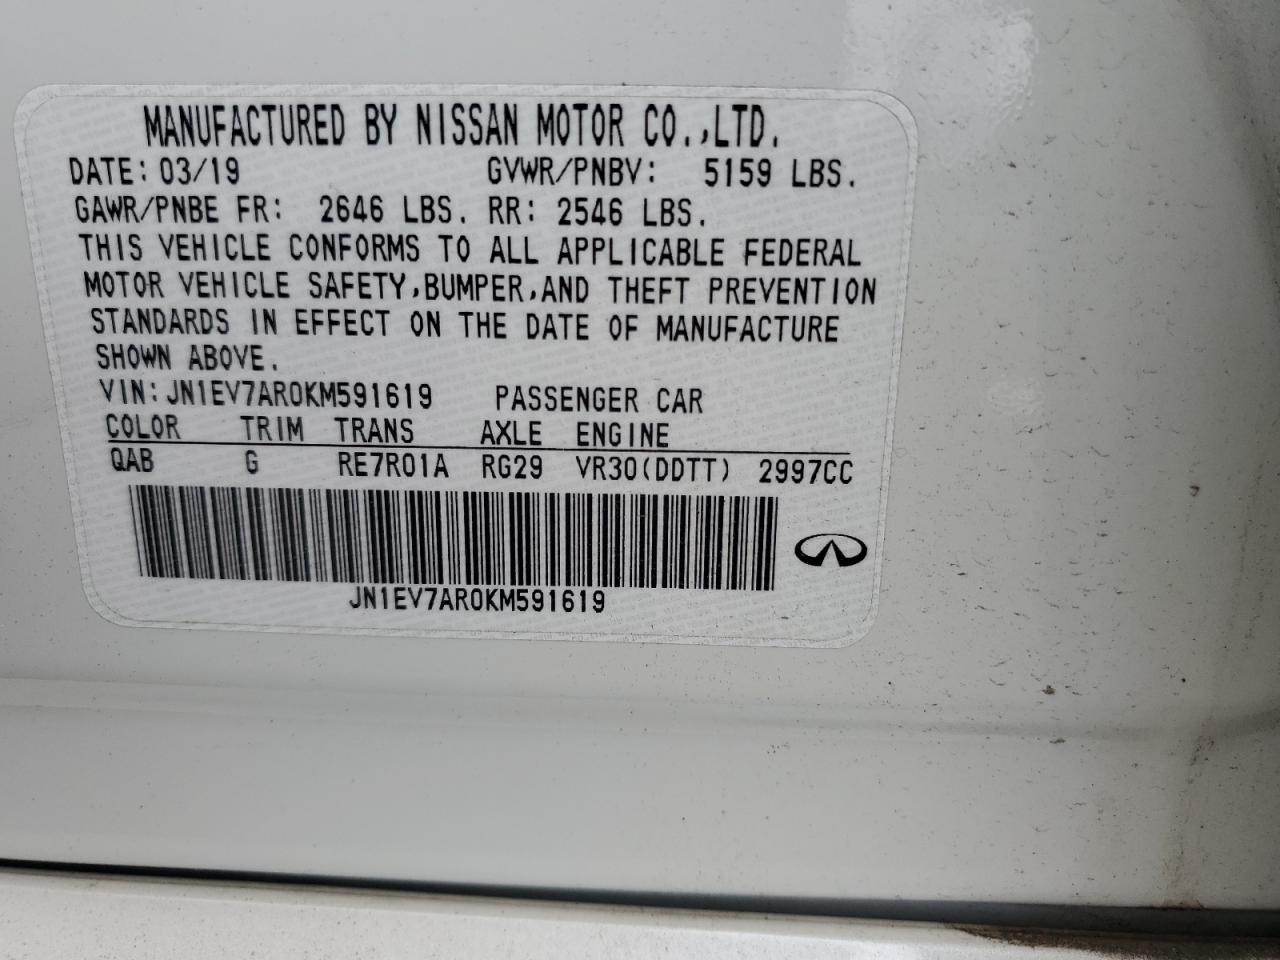 MANUFACTURED BY NISSAN MOTOR CO.,LTD.
DATE: 03/19 GVWR/PNBV: 5159 LBS.
GAWR/PNBE FR: 2646 LBS. RR: 2546 LBS.
THIS VEHICLE CONFORMS TO ALL APPLICABLE FEDERAL
MOTOR VEHICLE SAFETY,BUMPER,AND THEFT PREVENTION
STANDARDS IN EFFECT ON THE DATE OF MANUFACTURE
SHOWN ABOVE.
VIN: JN1EV7AR0KM591619 PASSENGER CAR
COLOR TRIM TRANS AXLE ENGINE
QAB G RE7R01A RG29 VR30(DDTT) 2997CC
JN1EV7AR0KM591619